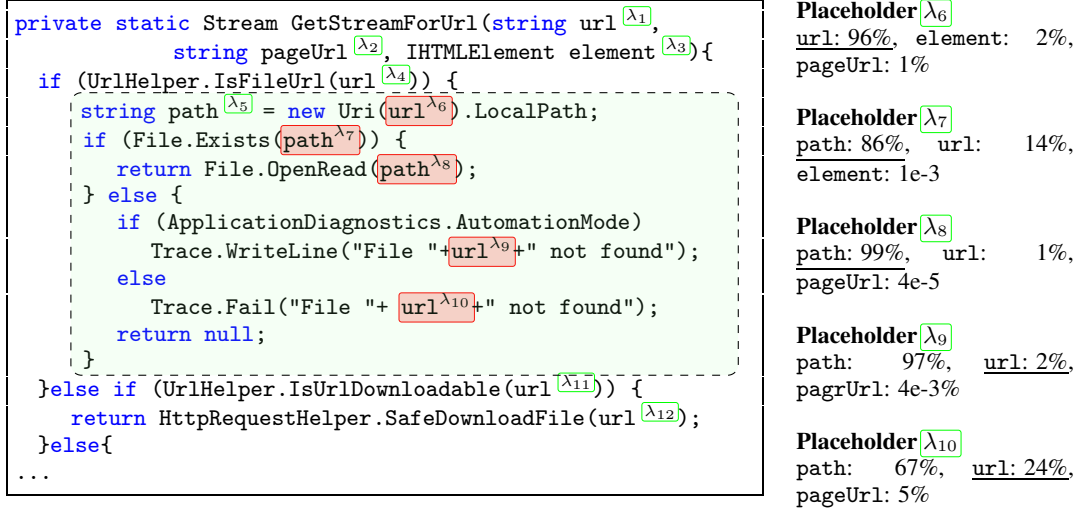 private static Stream GetStreamForUrl(string url λ1,
string pageUrl λ2, IHTMLElement element λ3){
if (UrlHelper.IsFileUrl(url λ4)) {
string path λ5 = new Uri(url λ6).LocalPath;
if (File.Exists(path λ7)) {
return File.OpenRead(path λ8);
} else {
if (ApplicationDiagnostics.AutomationMode)
Trace.WriteLine("File "+url λ9+" not found");
else
Trace.Fail("File "+ url λ10+" not found");
return null;
}
}else if (UrlHelper.IsUrlDownloadable(url λ11)) {
return HttpRequestHelper.SafeDownloadFile(url λ12);
}else{
...
Placeholder λ6
url: 96%, element: 2%,
pageUrl: 1%
Placeholder λ7
path: 86%, url: 14%,
element: 1e-3
Placeholder λ8
path: 99%, url: 1%,
pageUrl: 4e-5
Placeholder λ9
path: 97%, url: 2%,
pagrUrl: 4e-3%
Placeholder λ10
path: 67%, url: 24%,
pageUrl: 5%